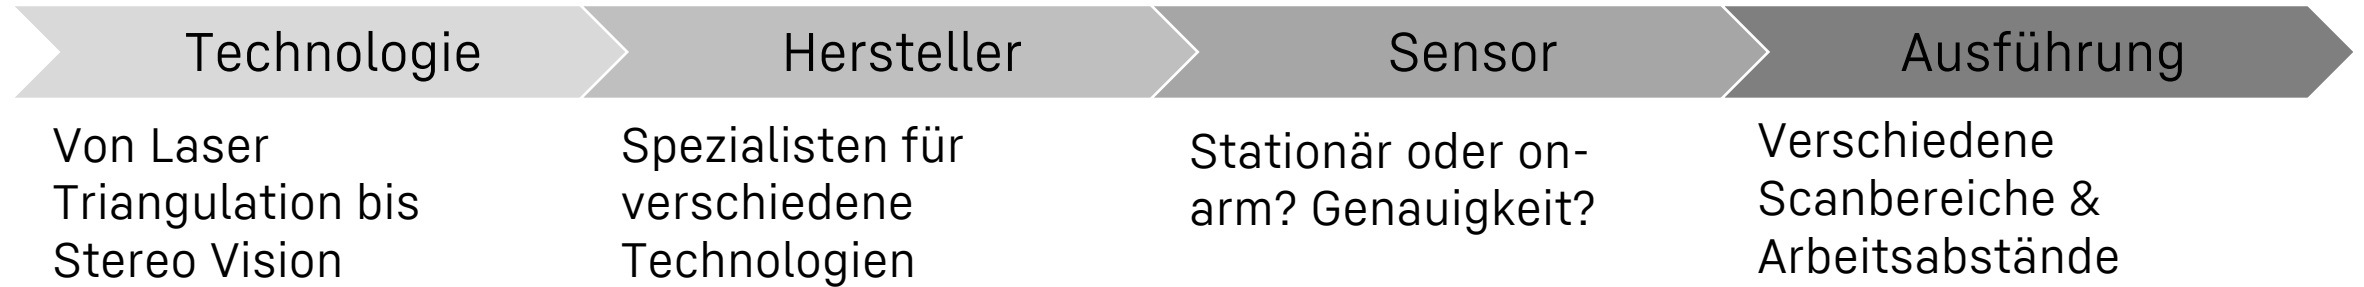 Technologie
Hersteller
Sensor
Ausführung
Von Laser
Triangulation bis
Stereo Vision
Spezialisten für
verschiedene
Technologien
Stationär oder on-
arm? Genauigkeit?
Verschiedene
Scanbereiche &
Arbeitsabstände